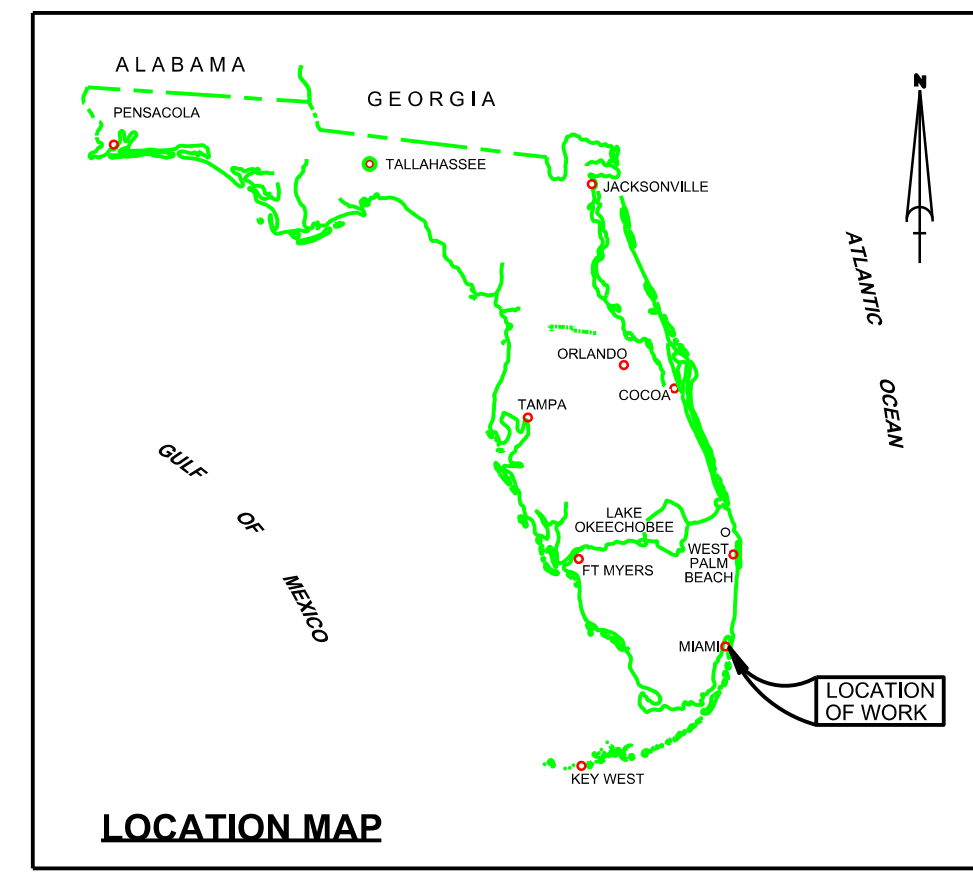 ALABAMA
GEORGIA
N
PENSACOLA
TALLAHASSEE
JACKSONVILLE
ATLANTIC
OCEAN
ORLANDO
COCOA
TAMPA
GULF
OF
MEXICO
LAKE
OKEECHOBEE
WEST
PALM
BEACH
FT MYERS
MIAMI
LOCATION
OF WORK
KEY WEST
LOCATION MAP